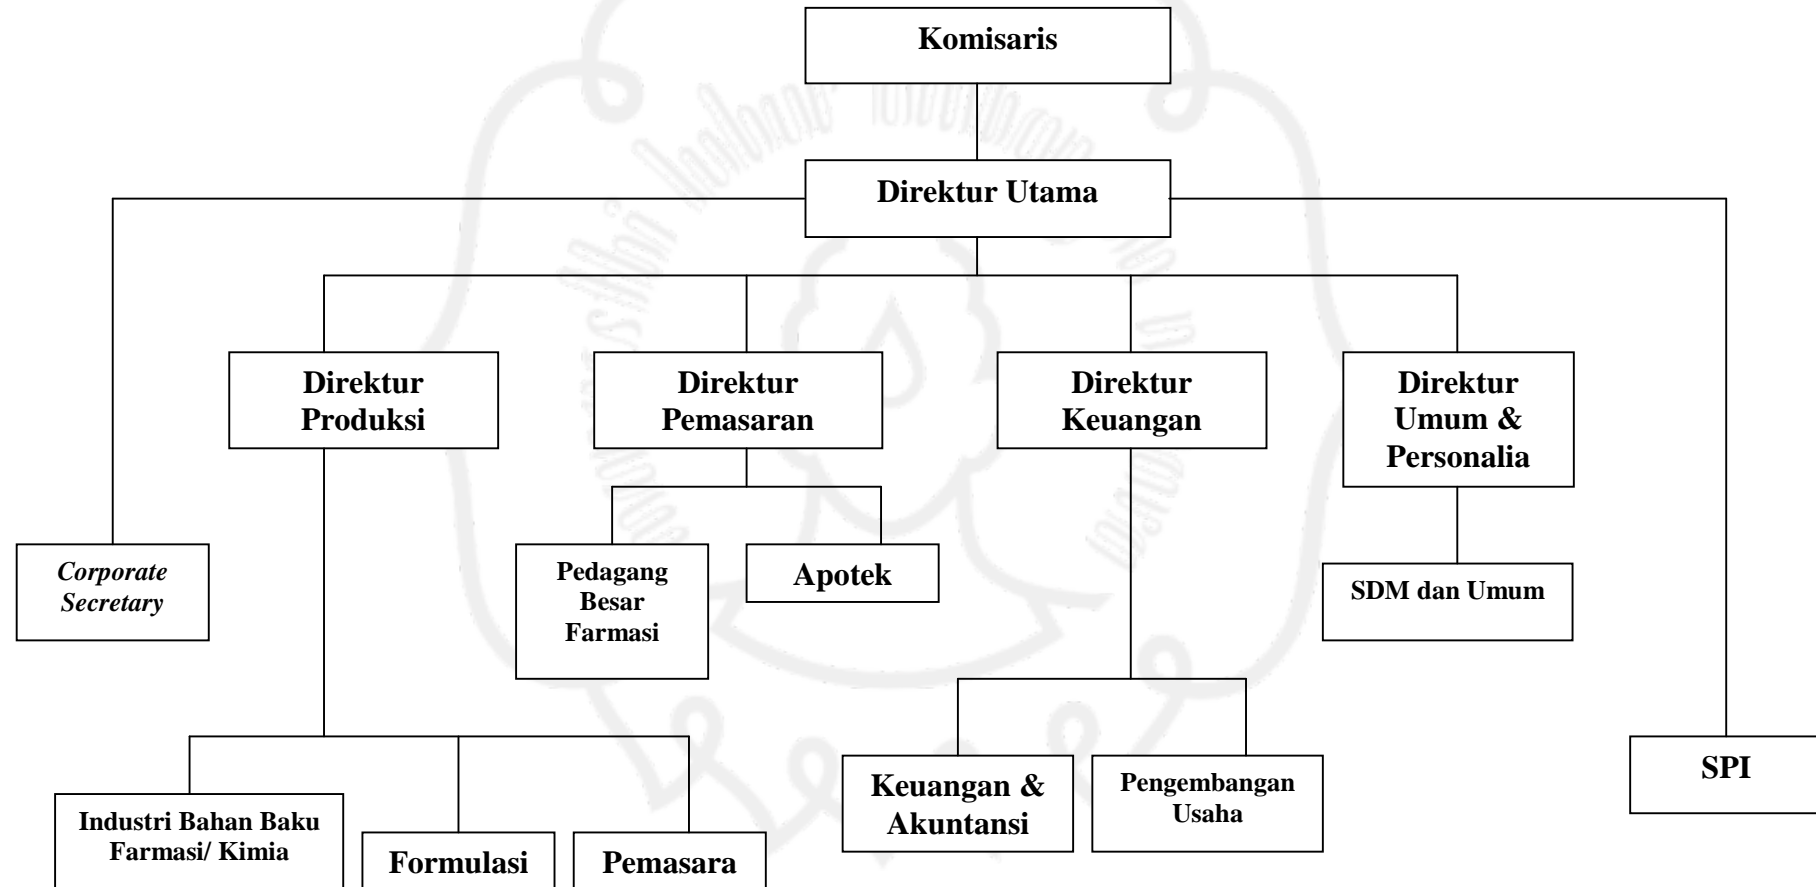 Komisaris
Direktur Utama
Direktur
Produksi
Direktur
Pemasaran
Direktur
Keuangan
Direktur
Umum &
Personalia
Corporate
Secretary
Pedagang
Besar
Farmasi
Apotek
SDM dan Umum
Industri Bahan Baku
Farmasi/ Kimia
Formulasi
Pemasara
Keuangan &
Akuntansi
Pengembangan
Usaha
SPI